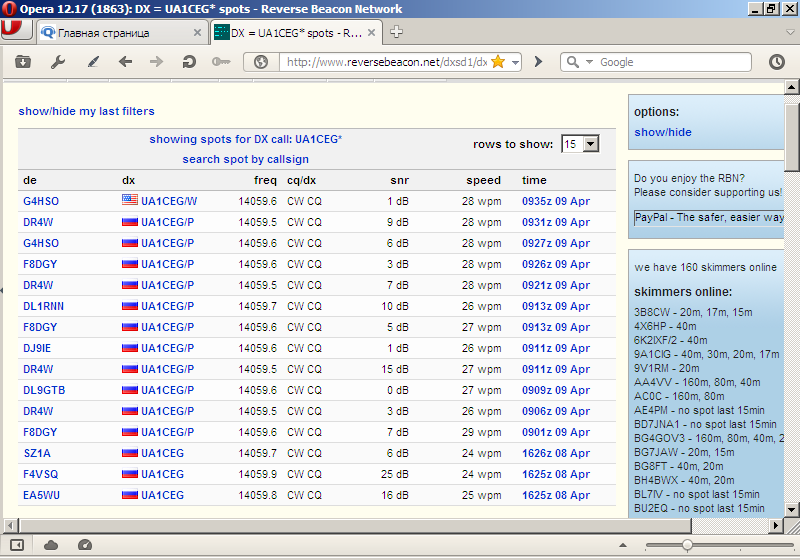 Opera 12.17 (1863): DX = UA1CEG* spots - Reverse Beacon Network
Главная страница
DX = UA1CEG* spots - R...
http://www.reversebeacon.net/dxsd1/dx
Google
show/hide my last filters
showing spots for DX call: UA1CEG*
search spot by callsign
rows to show: 15
de dx freq cq/dx snr speed time
G4HSO UA1CEG/W 14059.6 CW CQ 1 dB 28 wpm 0935z 09 Apr
DR4W UA1CEG/P 14059.5 CW CQ 9 dB 28 wpm 0931z 09 Apr
G4HSO UA1CEG/P 14059.6 CW CQ 6 dB 28 wpm 0927z 09 Apr
F8DGY UA1CEG/P 14059.6 CW CQ 3 dB 28 wpm 0926z 09 Apr
DR4W UA1CEG/P 14059.5 CW CQ 7 dB 28 wpm 0921z 09 Apr
DL1RNN UA1CEG/P 14059.7 CW CQ 10 dB 26 wpm 0913z 09 Apr
F8DGY UA1CEG/P 14059.6 CW CQ 5 dB 27 wpm 0913z 09 Apr
DJ9IE UA1CEG/P 14059.6 CW CQ 1 dB 26 wpm 0911z 09 Apr
DR4W UA1CEG/P 14059.5 CW CQ 15 dB 27 wpm 0911z 09 Apr
DL9GTB UA1CEG/P 14059.6 CW CQ 0 dB 27 wpm 0909z 09 Apr
DR4W UA1CEG/P 14059.6 CW CQ 3 dB 26 wpm 0906z 09 Apr
F8DGY UA1CEG/P 14059.6 CW CQ 7 dB 29 wpm 0901z 09 Apr
SZ1A UA1CEG 14059.7 CW CQ 6 dB 24 wpm 1626z 08 Apr
F4VSQ UA1CEG 14059.9 CW CQ 25 dB 24 wpm 1625z 08 Apr
EA5WU UA1CEG 14059.8 CW CQ 16 dB 25 wpm 1625z 08 Apr
options:
show/hide
Do you enjoy the RBN?
Please consider supporting us!
PayPal - The safer, easier way
we have 160 skimmers online
skimmers online:
3B8CW - 20m, 17m, 15m
4X6HP - 40m
6K2IXF/2 - 40m
9A1CIG - 40m, 30m, 20m, 17m
9V1RM - 20m
AA4VV - 160m, 80m, 40m
AC0C - 160m, 80m
AE4PM - no spot last 15min
BD7JNA1 - no spot last 15min
BG4GOV3 - 160m, 80m, 40m, 2
BG7JAW - 20m, 15m
BG8FT - 40m, 20m
BH4BWX - 40m, 20m
BL7IV - no spot last 15min
BU2EQ - no spot last 15min